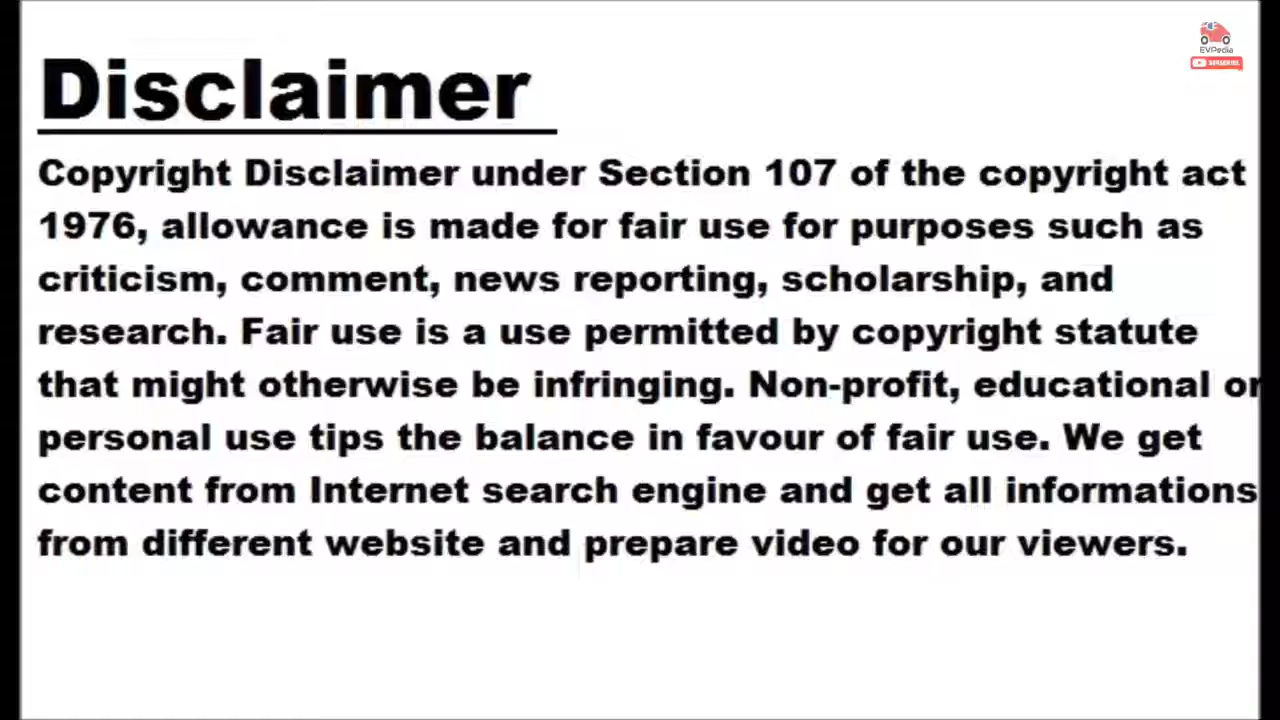 EVPedia
SUBSCRIBE
Disclaimer
Copyright Disclaimer under Section 107 of the copyright act
1976, allowance is made for fair use for purposes such as
criticism, comment, news reporting, scholarship, and
research. Fair use is a use permitted by copyright statute
that might otherwise be infringing. Non-profit, educational or
personal use tips the balance in favour of fair use. We get
content from Internet search engine and get all informations
from different website and prepare video for our viewers.